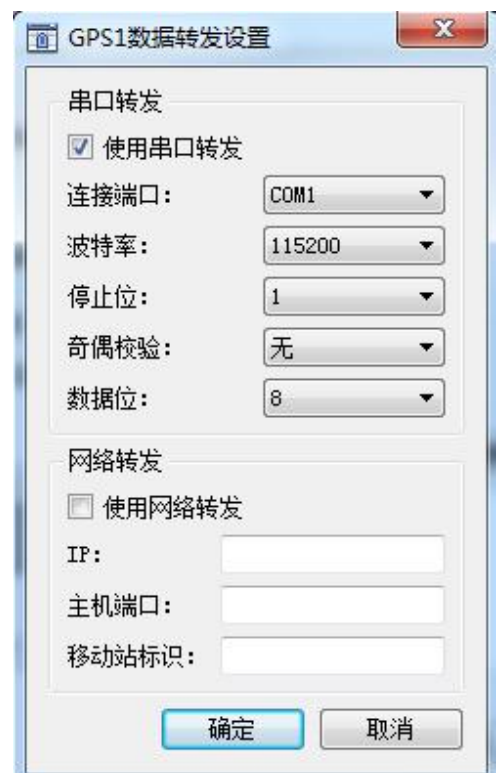 GPS1数据转发设置
串口转发
使用串口转发
连接端口： COM1
波特率： 115200
停止位： 1
奇偶校验： 无
数据位： 8
网络转发
使用网络转发
IP：
主机端口：
移动站标识：
确定 取消